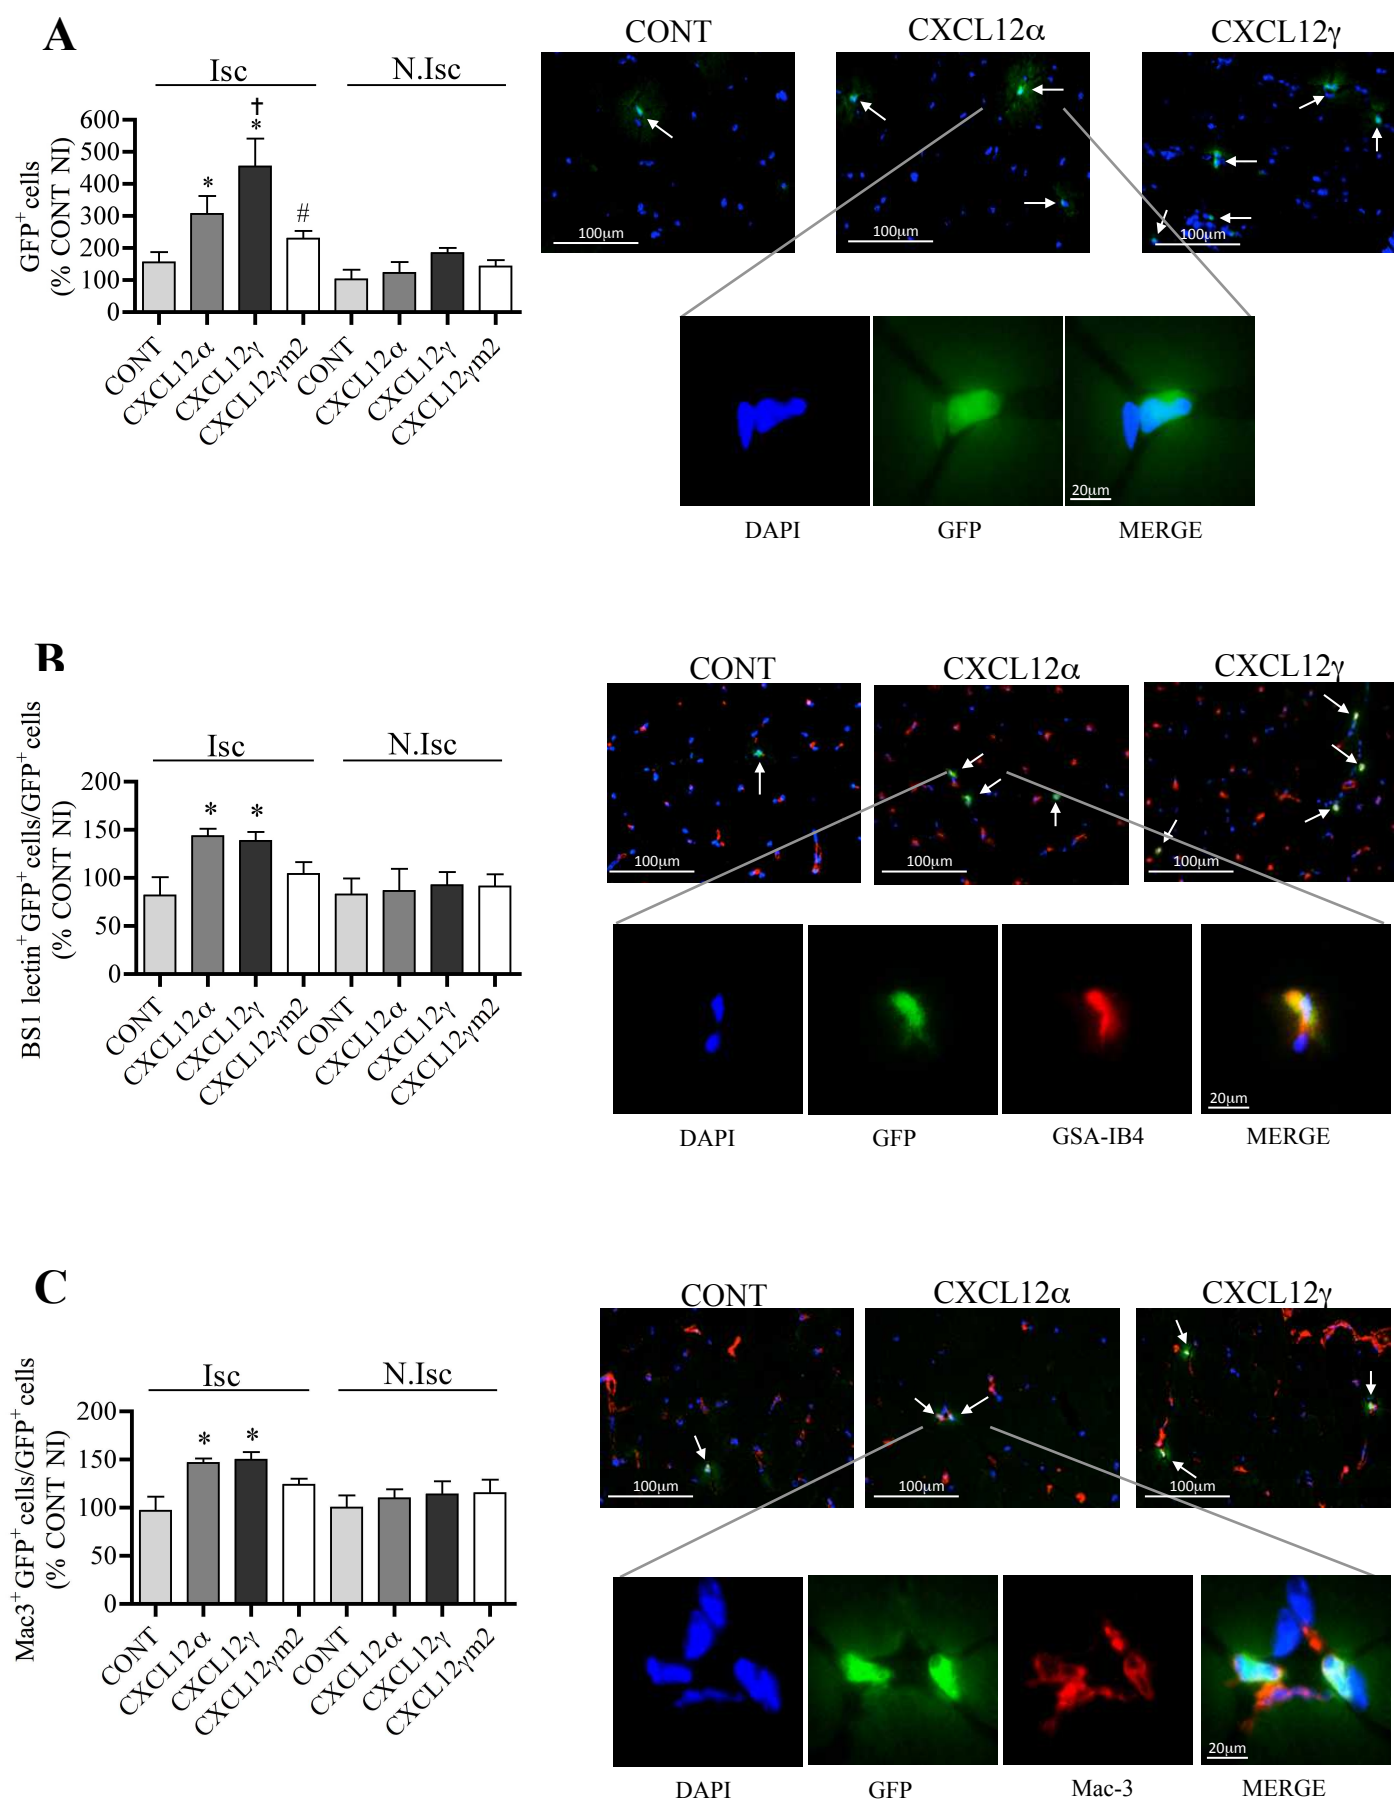 A
Isc
N.Isc
GFP+ cells
(% CONT NI)
600
500
400
300
200
100
0
*
†
*
#
CONT
CXCL12α
CXCL12γ
CXCL12γm2
CONT
CXCL12α
CXCL12γ
CXCL12γm2
CONT
CXCL12α
CXCL12γ
100μm
100μm
100μm
20μm
DAPI
GFP
MERGE
B
Isc
N.Isc
BS1 lectin+ GFP+ cells/GFP+ cells
(% CONT NI)
200
150
100
50
0
*
*
CONT
CXCL12α
CXCL12γ
CXCL12γm2
CONT
CXCL12α
CXCL12γ
CXCL12γm2
CONT
CXCL12α
CXCL12γ
100μm
100μm
100μm
20μm
DAPI
GFP
GSA-IB4
MERGE
C
Isc
N.Isc
Mac3+ GFP+ cells/GFP+ cells
(% CONT NI)
200
150
100
50
0
*
*
CONT
CXCL12α
CXCL12γ
CXCL12γm2
CONT
CXCL12α
CXCL12γ
CXCL12γm2
CONT
CXCL12α
CXCL12γ
100μm
100μm
100μm
20μm
DAPI
GFP
Mac-3
MERGE